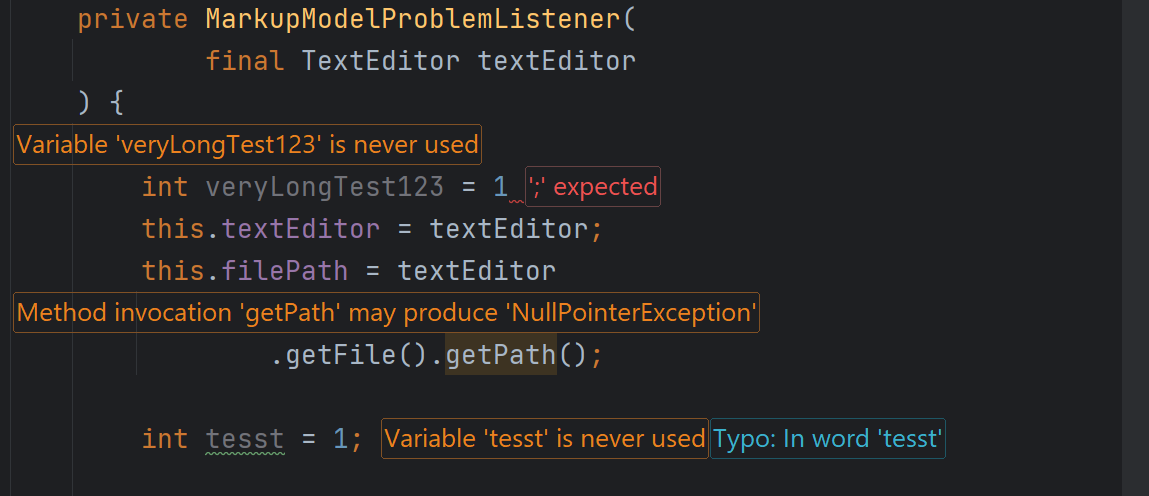 private MarkupModelProblemListener(
final TextEditor textEditor
) {
Variable 'veryLongTest123' is never used
int veryLongTest123 = 1 ';' expected
this.textEditor = textEditor;
this.filePath = textEditor
Method invocation 'getPath' may produce 'NullPointerException'
.getFile().getPath();
int tesst = 1; Variable 'tesst' is never used Typo: In word 'tesst'